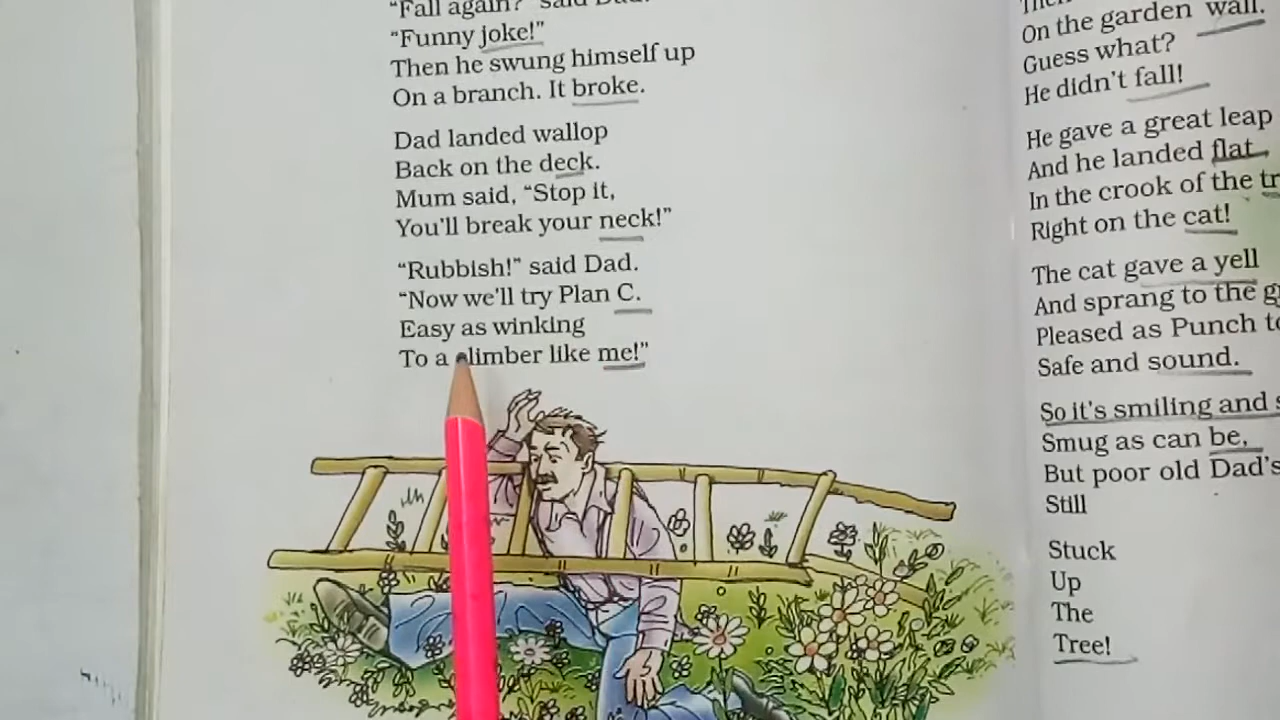 "Fall again?" said Dad.
"Funny joke!"
Then he swung himself up
On a branch. It broke.
Dad landed wallop
Back on the deck.
Mum said, "Stop it,
You'll break your neck!"
"Rubbish!" said Dad.
"Now we'll try Plan C.
Easy as winking
To a climber like me!"
On the garden wall.
Guess what?
He didn't fall!
He gave a great leap
And he landed flat
In the crook of the
Right on the cat!
The cat gave a yell
And sprang to the
Pleased as Punch
Safe and sound.
So it's smiling and
Smug as can be,
But poor old Dad's
Still
Stuck
Up
The
Tree!